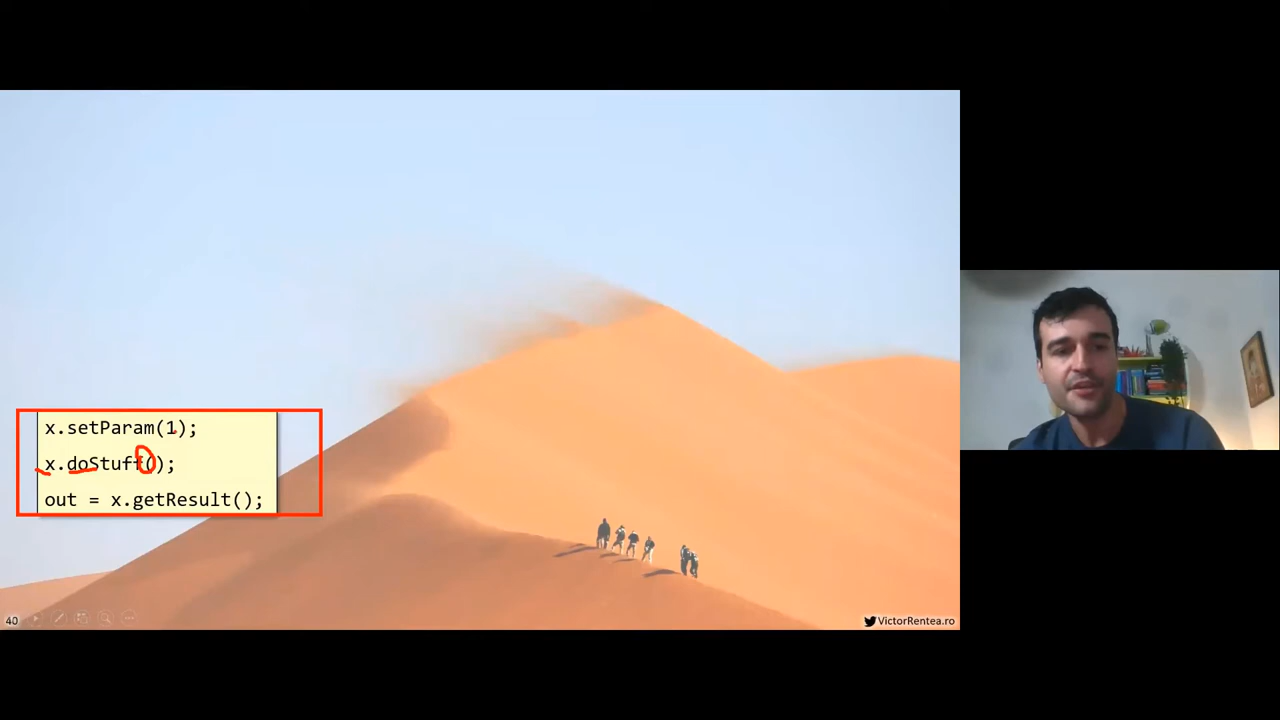 x.setParam(1);
x.doStuff();
out = x.getResult();
40
VictorRentea.ro